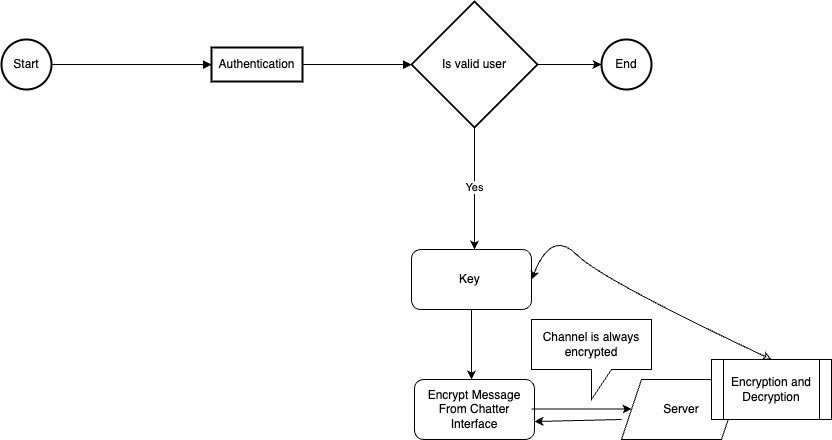 Start
Authentication
Is valid user
End
Yes
Key
Channel is always
encrypted
Encryption and
Decryption
Encrypt Message
From Chatter
Interface
Server